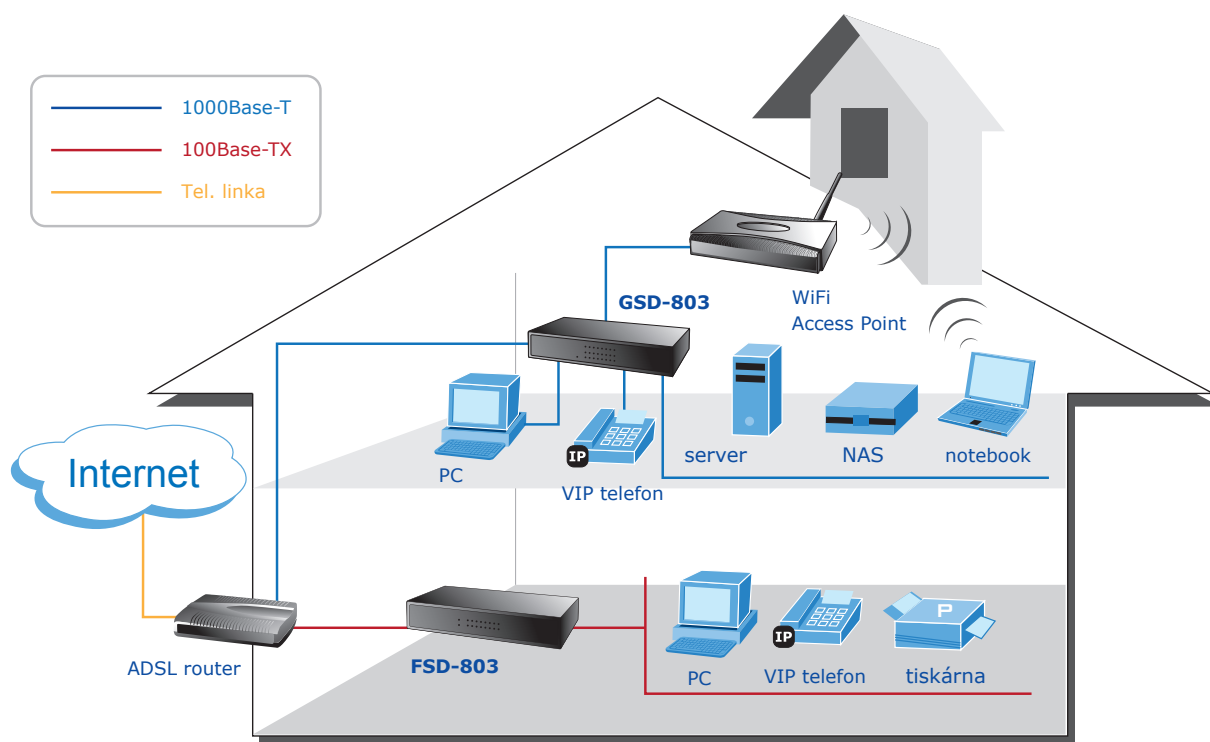 1000Base-T
100Base-TX
Tel. linka
GSD-803
WiFi
Access Point
Internet
PC
IP
VIP telefon
server
NAS
notebook
ADSL router
FSD-803
PC
IP
VIP telefon
P
tiskárna